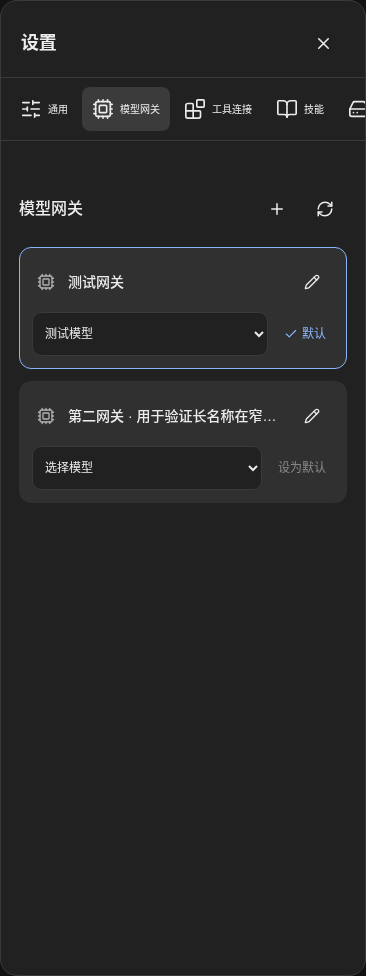 设置
通用
模型网关
工具连接
技能
模型网关
测试网关
测试模型
默认
第二网关 · 用于验证长名称在窄…
选择模型
设为默认